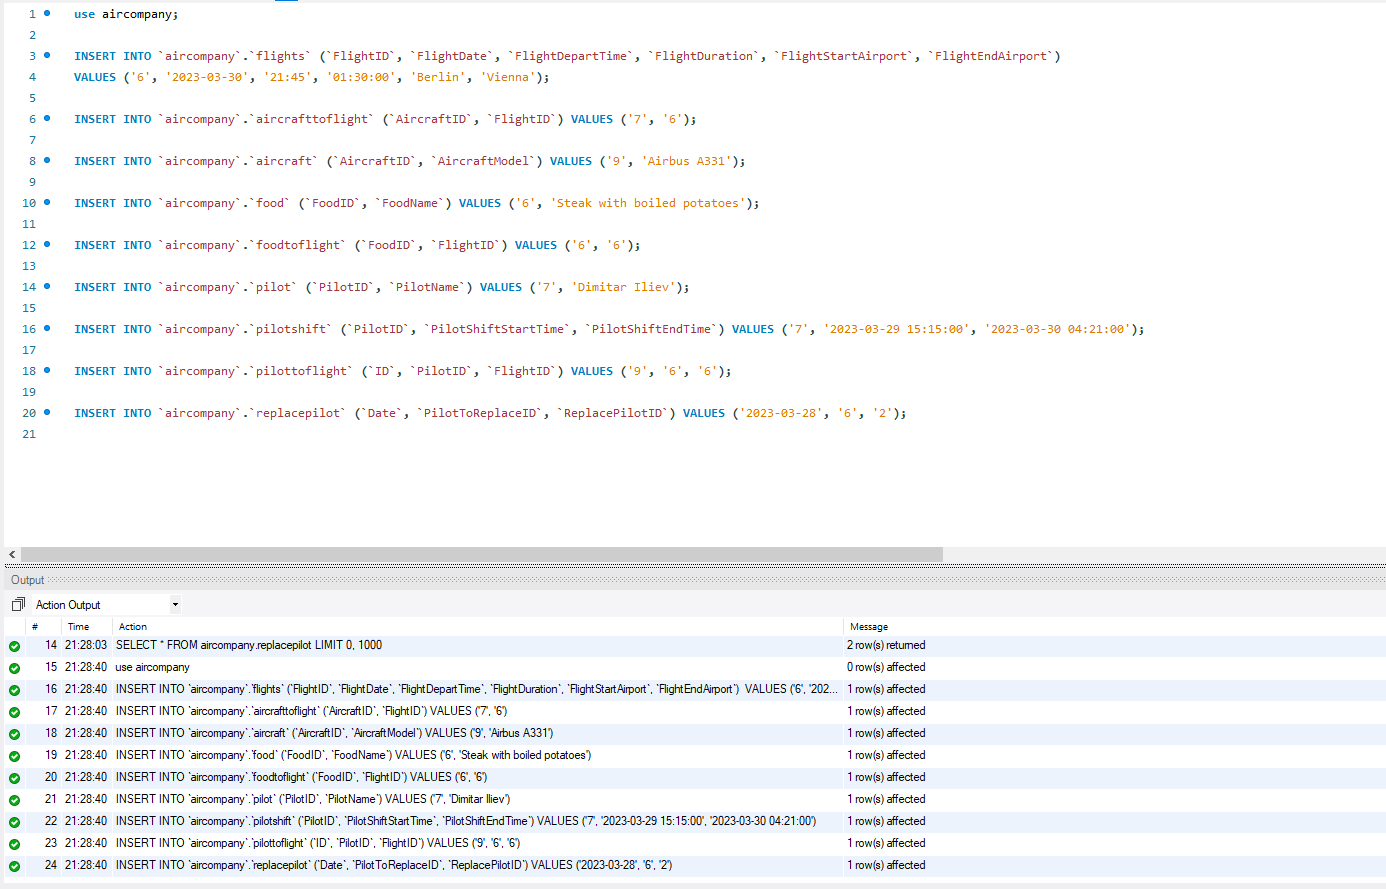 1 use aircompany;
2
3 INSERT INTO `aircompany`.`flights` (`FlightID`, `FlightDate`, `FlightDepartTime`, `FlightDuration`, `FlightStartAirport`, `FlightEndAirport`)
4 VALUES ('6', '2023-03-30', '21:45', '01:30:00', 'Berlin', 'Vienna');
5
6 INSERT INTO `aircompany`.`aircrafttoflight` (`AircraftID`, `FlightID`) VALUES ('7', '6');
7
8 INSERT INTO `aircompany`.`aircraft` (`AircraftID`, `AircraftModel`) VALUES ('9', 'Airbus A331');
9
10 INSERT INTO `aircompany`.`food` (`FoodID`, `FoodName`) VALUES ('6', 'Steak with boiled potatoes');
11
12 INSERT INTO `aircompany`.`foodtoflight` (`FoodID`, `FlightID`) VALUES ('6', '6');
13
14 INSERT INTO `aircompany`.`pilot` (`PilotID`, `PilotName`) VALUES ('7', 'Dimitar Iliev');
15
16 INSERT INTO `aircompany`.`pilotshift` (`PilotID`, `PilotShiftStartTime`, `PilotShiftEndTime`) VALUES ('7', '2023-03-29 15:15:00', '2023-03-30 04:21:00');
17
18 INSERT INTO `aircompany`.`pilottoflight` (`ID`, `PilotID`, `FlightID`) VALUES ('9', '6', '6');
19
20 INSERT INTO `aircompany`.`replacepilot` (`Date`, `PilotToReplaceID`, `ReplacePilotID`) VALUES ('2023-03-28', '6', '2');
21
Output
Action Output
# Time Action Message
14 21:28:03 SELECT * FROM aircompany.replacepilot LIMIT 0, 1000 2 row(s) returned
15 21:28:40 use aircompany 0 row(s) affected
16 21:28:40 INSERT INTO `aircompany`.`flights` (`FlightID`, `FlightDate`, `FlightDepartTime`, `FlightDuration`, `FlightStartAirport`, `FlightEndAirport`) VALUES ('6', '202... 1 row(s) affected
17 21:28:40 INSERT INTO `aircompany`.`aircrafttoflight` (`AircraftID`, `FlightID`) VALUES ('7', '6') 1 row(s) affected
18 21:28:40 INSERT INTO `aircompany`.`aircraft` (`AircraftID`, `AircraftModel`) VALUES ('9', 'Airbus A331') 1 row(s) affected
19 21:28:40 INSERT INTO `aircompany`.`food` (`FoodID`, `FoodName`) VALUES ('6', 'Steak with boiled potatoes') 1 row(s) affected
20 21:28:40 INSERT INTO `aircompany`.`foodtoflight` (`FoodID`, `FlightID`) VALUES ('6', '6') 1 row(s) affected
21 21:28:40 INSERT INTO `aircompany`.`pilot` (`PilotID`, `PilotName`) VALUES ('7', 'Dimitar Iliev') 1 row(s) affected
22 21:28:40 INSERT INTO `aircompany`.`pilotshift` (`PilotID`, `PilotShiftStartTime`, `PilotShiftEndTime`) VALUES ('7', '2023-03-29 15:15:00', '2023-03-30 04:21:00') 1 row(s) affected
23 21:28:40 INSERT INTO `aircompany`.`pilottoflight` (`ID`, `PilotID`, `FlightID`) VALUES ('9', '6', '6') 1 row(s) affected
24 21:28:40 INSERT INTO `aircompany`.`replacepilot` (`Date`, `PilotToReplaceID`, `ReplacePilotID`) VALUES ('2023-03-28', '6', '2') 1 row(s) affected